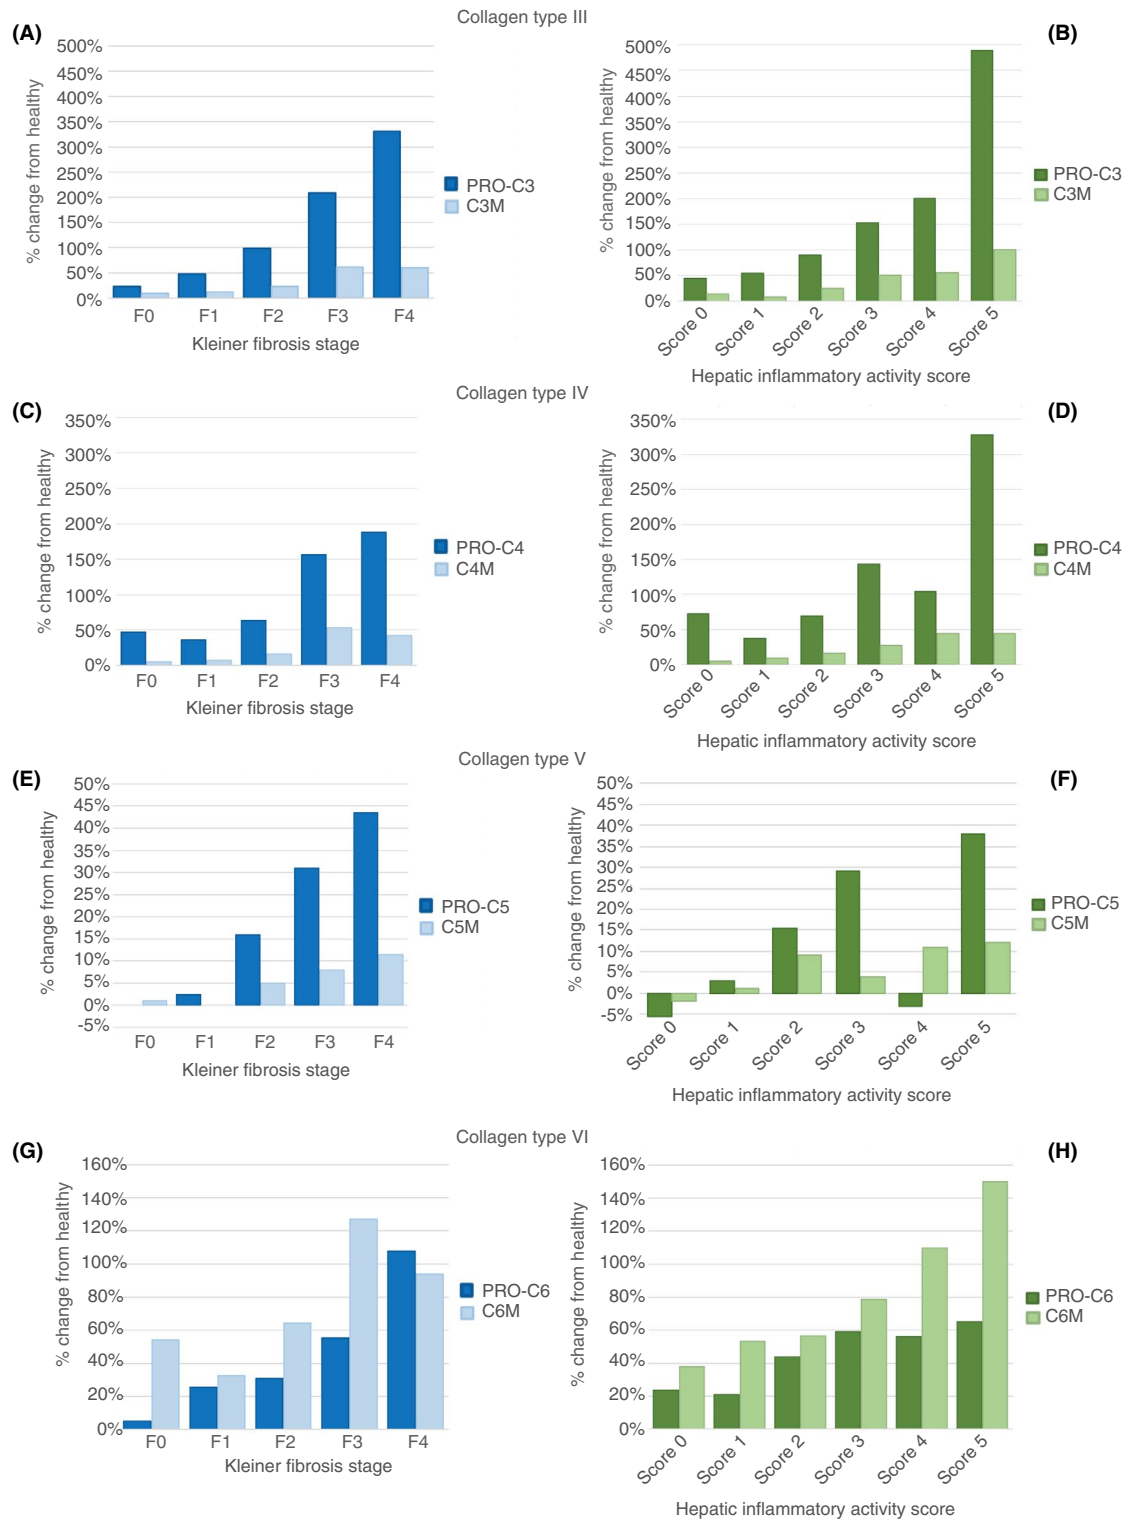 Collagen type III
(A)
(B)
% change from healthy
500%
450%
400%
350%
300%
250%
200%
150%
100%
50%
0%
F0 F1 F2 F3 F4
Kleiner fibrosis stage
PRO-C3
C3M
% change from healthy
500%
450%
400%
350%
300%
250%
200%
150%
100%
50%
0%
Score 0 Score 1 Score 2 Score 3 Score 4 Score 5
Hepatic inflammatory activity score
PRO-C3
C3M
Collagen type IV
(C)
(D)
% change from healthy
350%
300%
250%
200%
150%
100%
50%
0%
F0 F1 F2 F3 F4
Kleiner fibrosis stage
PRO-C4
C4M
% change from healthy
350%
300%
250%
200%
150%
100%
50%
0%
Score 0 Score 1 Score 2 Score 3 Score 4 Score 5
Hepatic inflammatory activity score
PRO-C4
C4M
Collagen type V
(E)
(F)
% change from healthy
50%
45%
40%
35%
30%
25%
20%
15%
10%
5%
0%
-5%
F0 F1 F2 F3 F4
Kleiner fibrosis stage
PRO-C5
C5M
% change from healthy
50%
45%
40%
35%
30%
25%
20%
15%
10%
5%
0%
-5%
Score 0 Score 1 Score 2 Score 3 Score 4 Score 5
Hepatic inflammatory activity score
PRO-C5
C5M
Collagen type VI
(G)
(H)
% change from healthy
160%
140%
120%
100%
80%
60%
40%
20%
0%
F0 F1 F2 F3 F4
Kleiner fibrosis stage
PRO-C6
C6M
% change from healthy
160%
140%
120%
100%
80%
60%
40%
20%
0%
Score 0 Score 1 Score 2 Score 3 Score 4 Score 5
Hepatic inflammatory activity score
PRO-C6
C6M